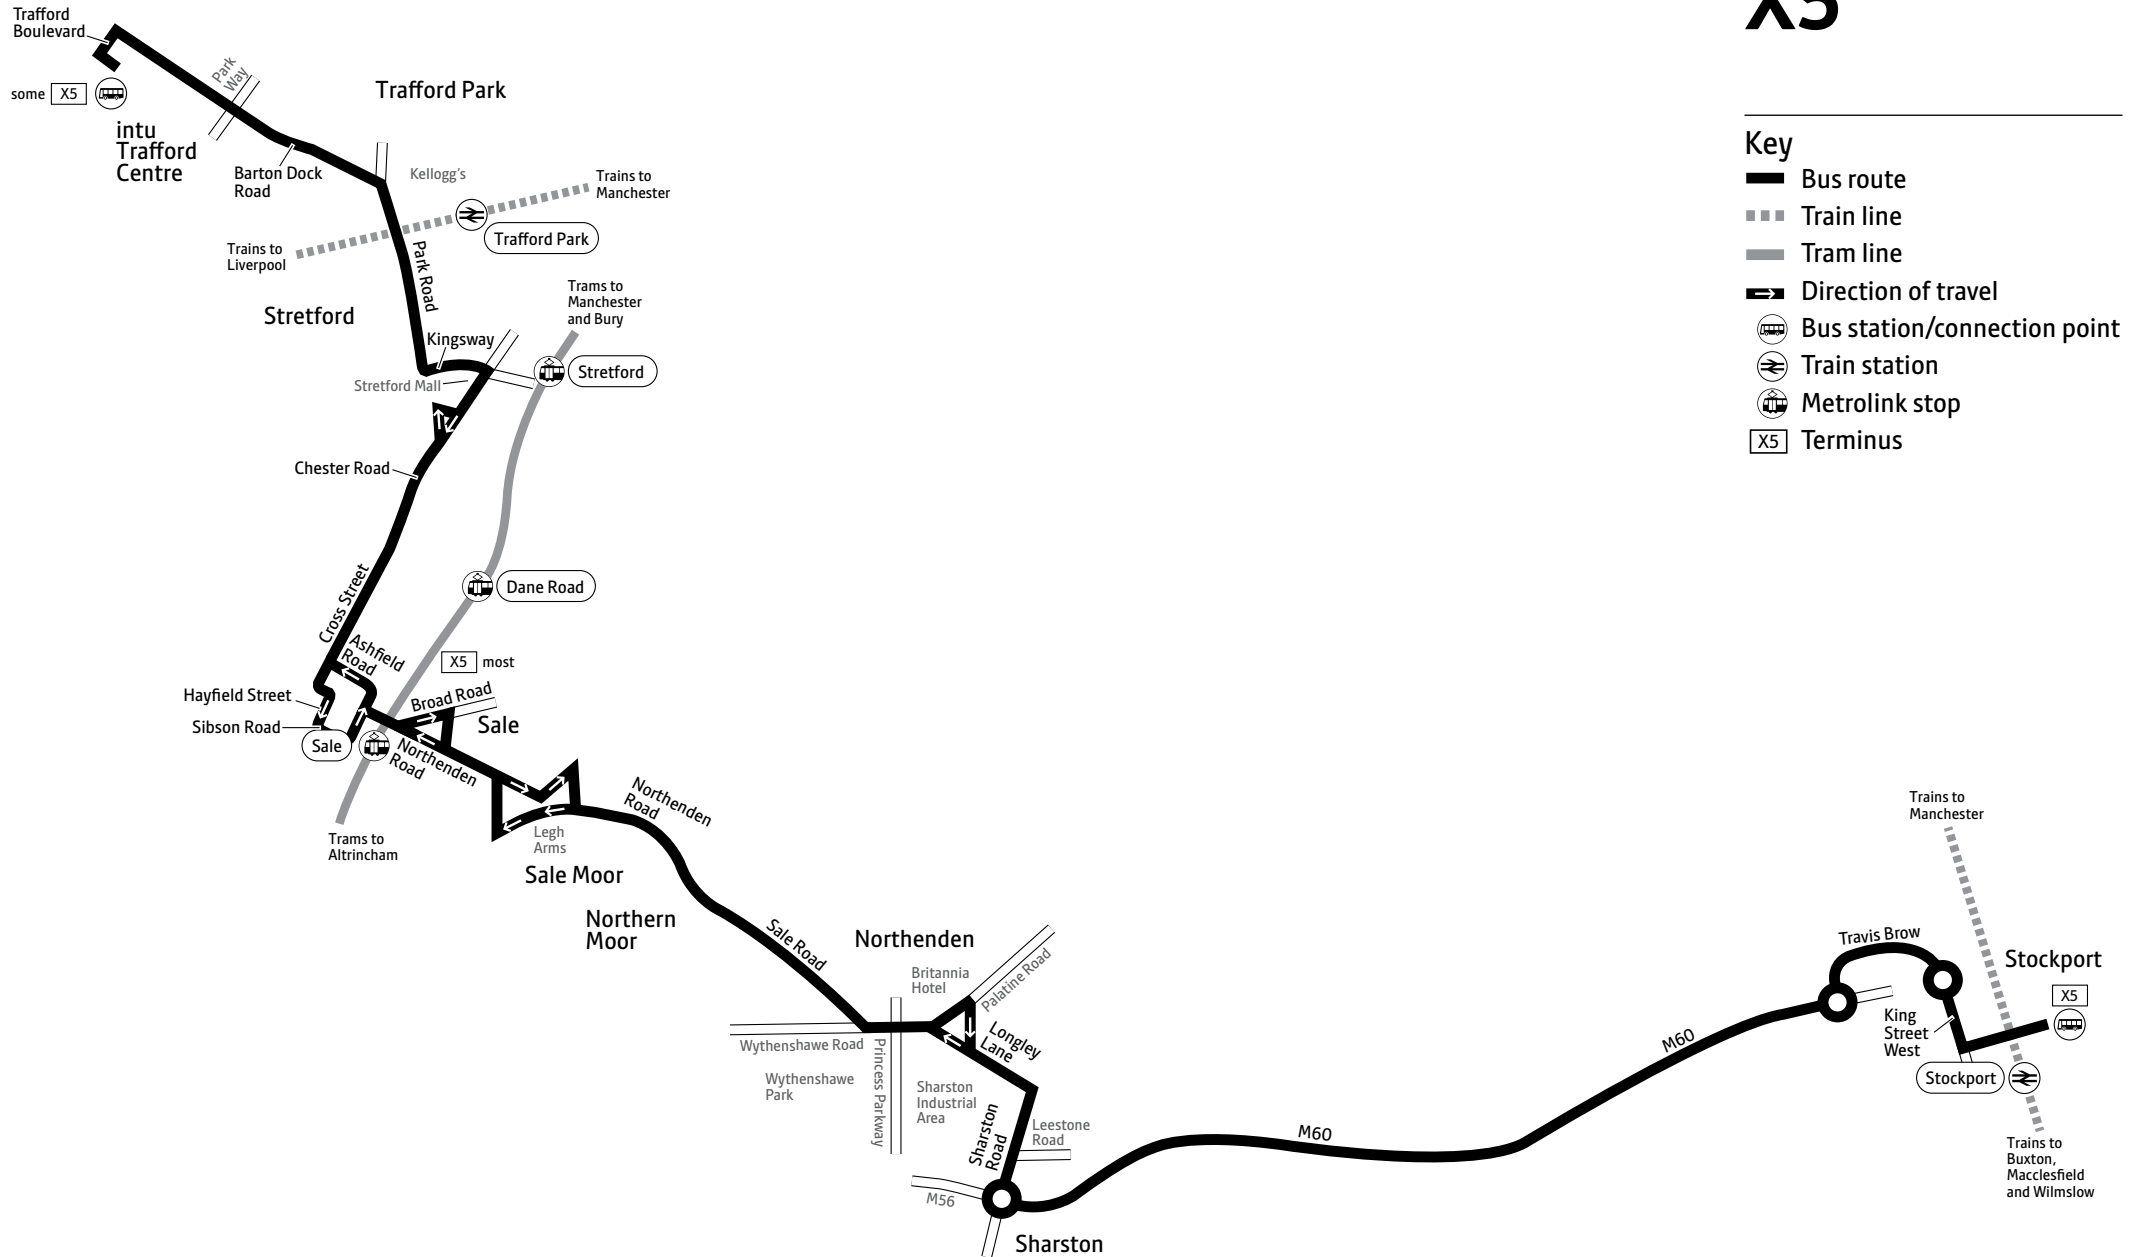 X5
Trafford
Boulevard
some X5
intu
Trafford
Centre
Park
Way
Trafford Park
Barton Dock
Road
Kellogg's
Trains to
Manchester
Trafford Park
Trains to
Liverpool
Park Road
Stretford
Trams to
Manchester
and Bury
Kingsway
Stretford
Stretford Mall
Chester Road
Cross Street
Dane Road
Ashfield
Road
X5 most
Hayfield Street
Sibson Road
Sale
Broad Road
Sale
Northenden
Road
Trams to
Altrincham
Northenden
Road
Legh
Arms
Sale Moor
Northern
Moor
Sale Road
Northenden
Britannia
Hotel
Palatine Road
Longley
Lane
Wythenshawe Road
Wythenshawe
Park
Princess Parkway
Sharston
Industrial
Area
Sharston
Road
Leestone
Road
M56
Sharston
M60
M60
Travis Brow
King
Street
West
Trains to
Manchester
Stockport
X5
Stockport
Trains to
Buxton,
Macclesfield
and Wilmslow
Key
Bus route
Train line
Tram line
Direction of travel
Bus station/connection point
Train station
Metrolink stop
X5 Terminus